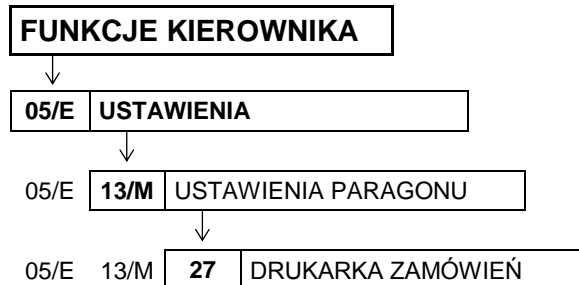 FUNKCJE KIEROWNIKA
05/E USTAWIENIA
05/E 13/M USTAWIENIA PARAGONU
05/E 13/M 27 DRUKARKA ZAMÓWIEŃ